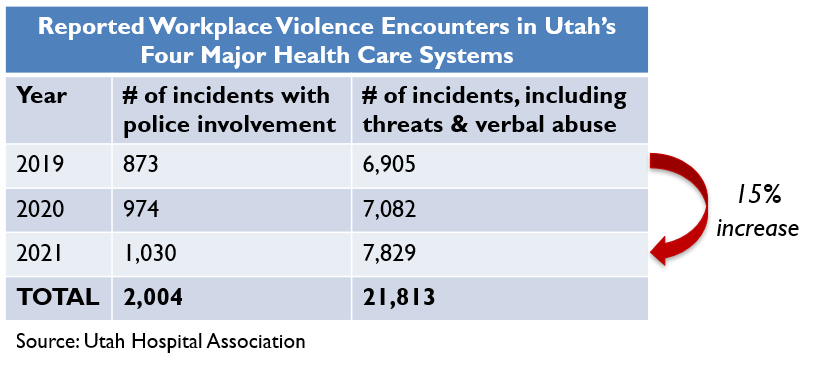 Reported Workplace Violence Encounters in Utah's
Four Major Health Care Systems
Year # of incidents with # of incidents, including
police involvement threats & verbal abuse
2019 873 6,905
2020 974 7,082
2021 1,030 7,829
TOTAL 2,004 21,813
15%
increase
Source: Utah Hospital Association